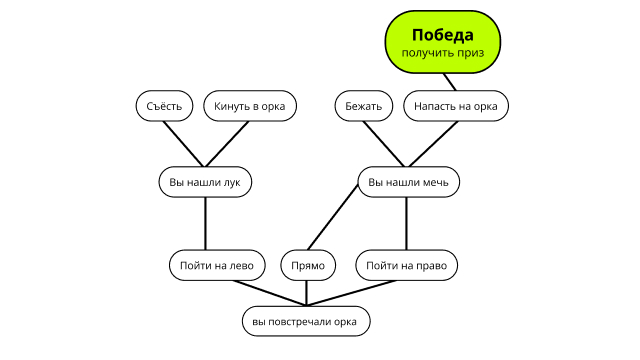 Победа
получить приз
Съёсть
Кинуть в орка
Бежать
Напасть на орка
Вы нашли лук
Вы нашли мечь
Пойти на лево
Прямо
Пойти на право
вы повстречали орка